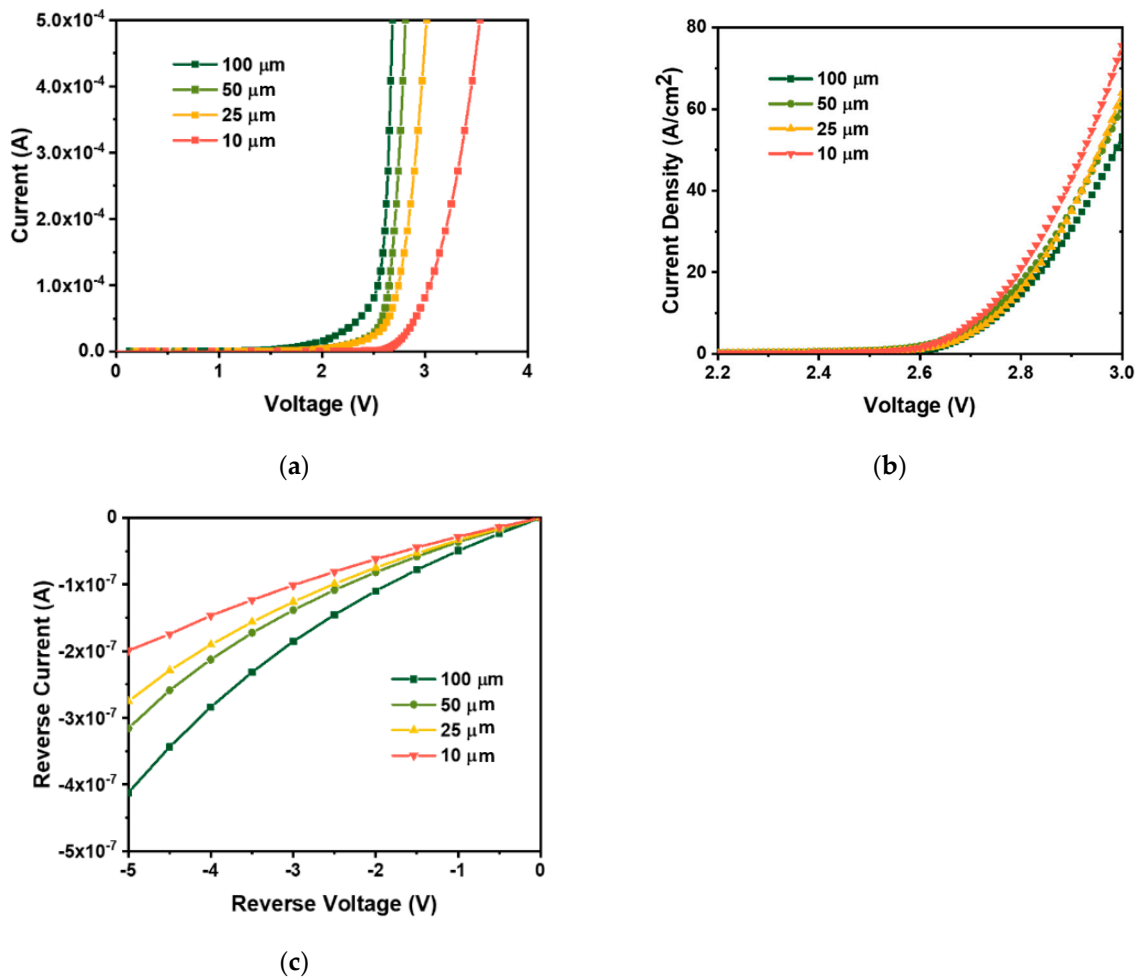 5.0x10⁻⁴
4.0x10⁻⁴
3.0x10⁻⁴
2.0x10⁻⁴
1.0x10⁻⁴
0.0
Current (A)
100 μm
50 μm
25 μm
10 μm
0 1 2 3 4
Voltage (V)
(a)
80
60
40
20
0
Current Density (A/cm²)
100 μm
50 μm
25 μm
10 μm
2.2 2.4 2.6 2.8 3.0
Voltage (V)
(b)
0
-1x10⁻⁷
-2x10⁻⁷
-3x10⁻⁷
-4x10⁻⁷
-5x10⁻⁷
Reverse Current (A)
100 μm
50 μm
25 μm
10 μm
-5 -4 -3 -2 -1 0
Reverse Voltage (V)
(c)